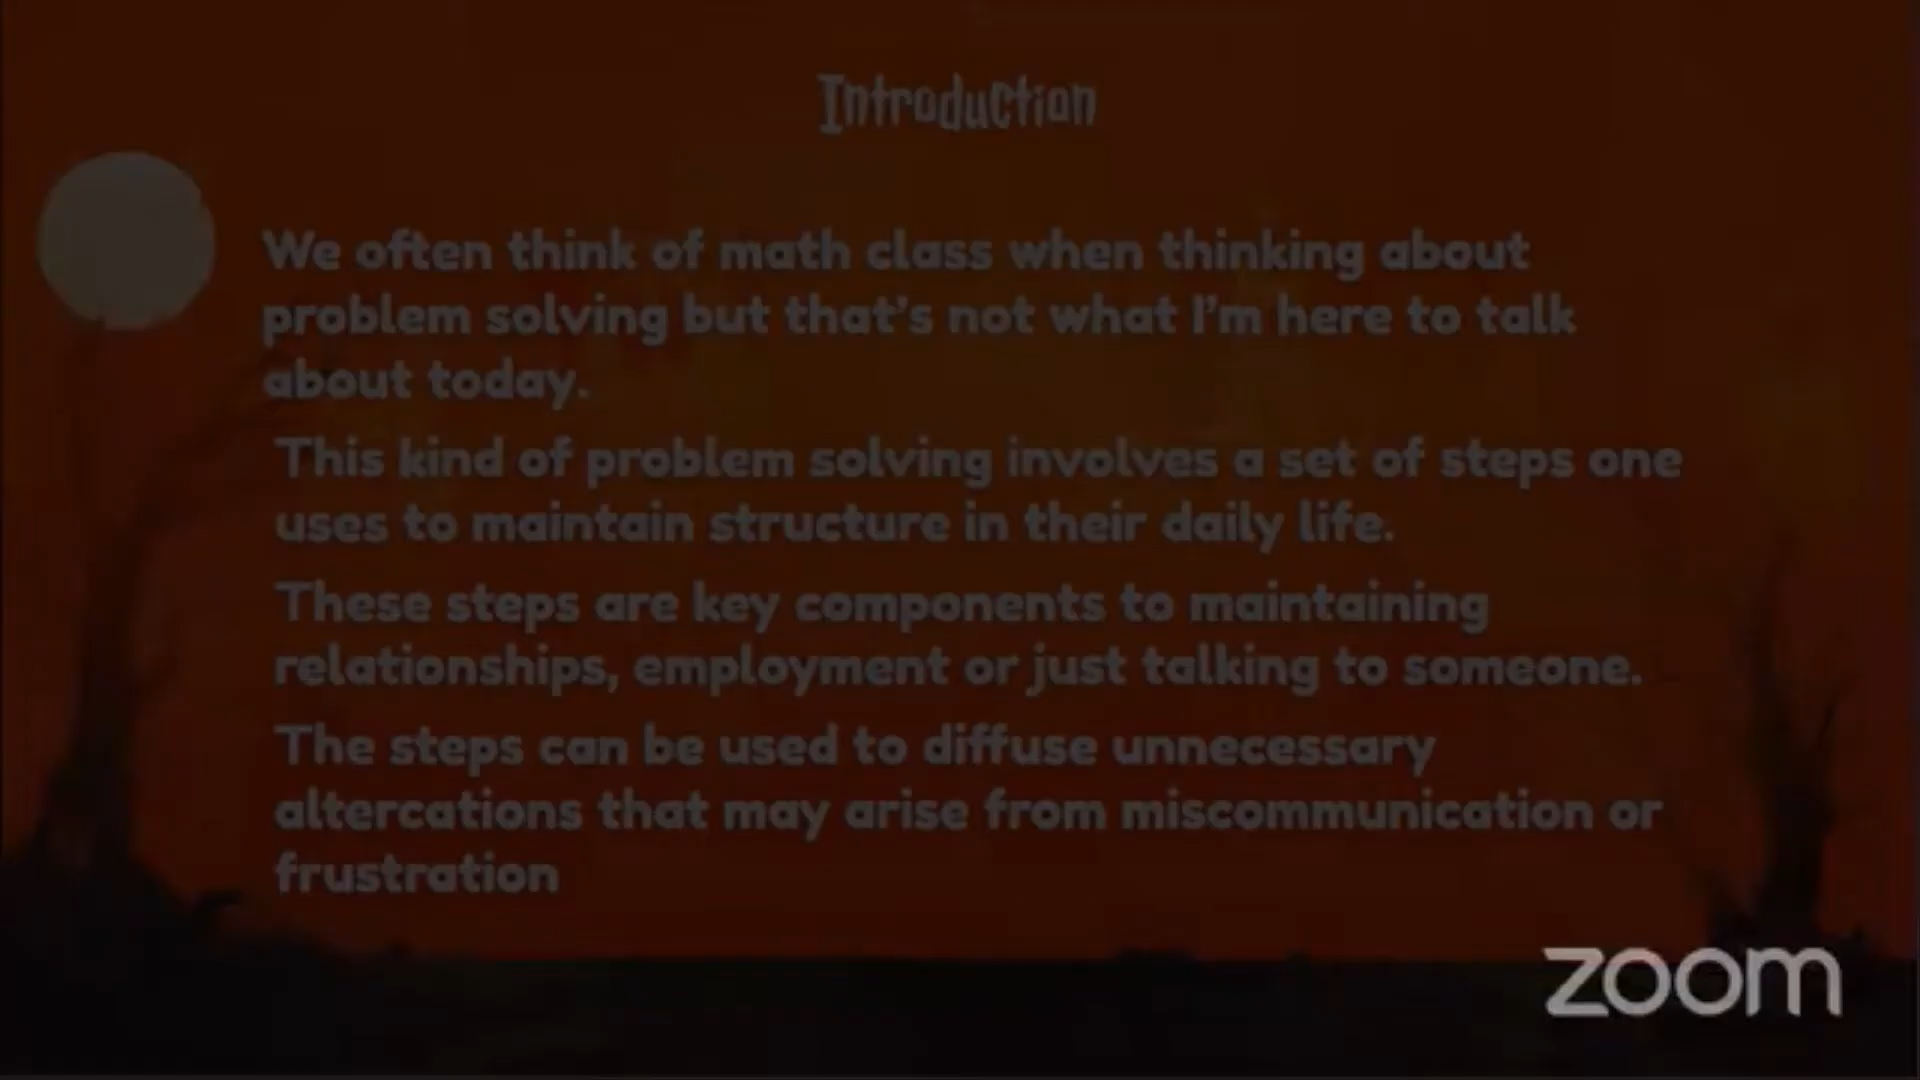 Introduction
We often think of math class when thinking about
problem solving but that's not what I'm here to talk
about today.
This kind of problem solving involves a set of steps one
uses to maintain structure in their daily life.
These steps are key components to maintaining
relationships, employment or just talking to someone.
The steps can be used to diffuse unnecessary
altercations that may arise from miscommunication or
frustration
zoom